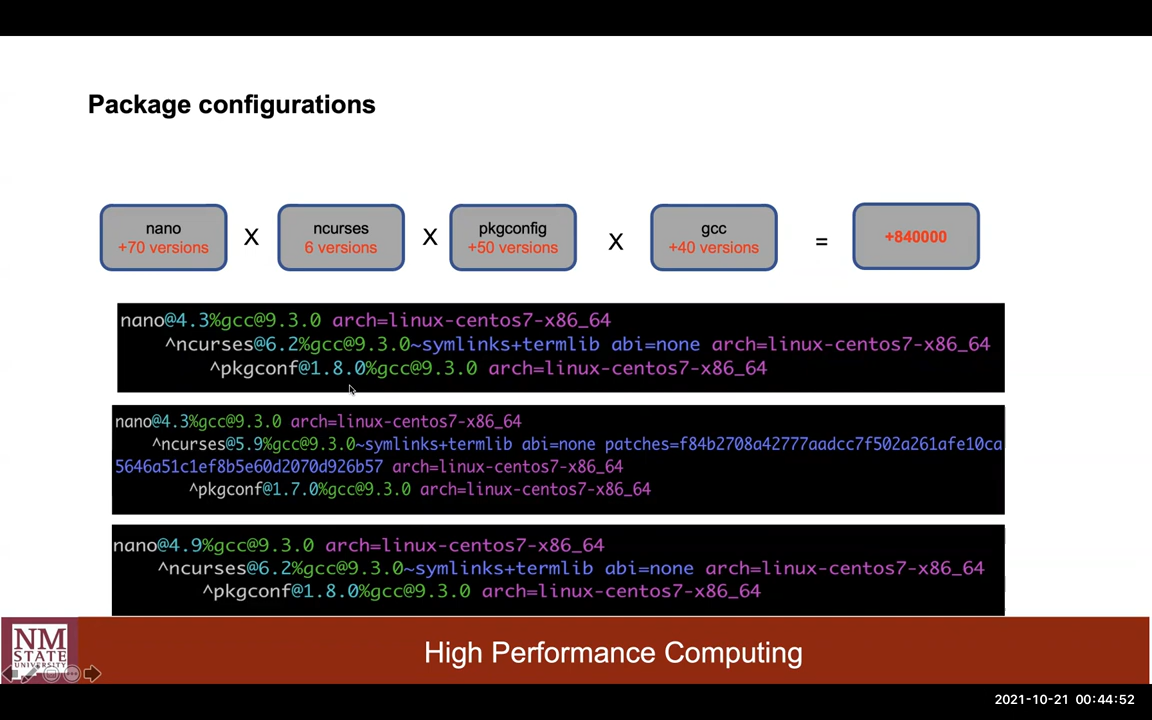 Package configurations
nano
+70 versions
X
ncurses
6 versions
X
pkgconfig
+50 versions
X
gcc
+40 versions
=
+840000
nano@4.3%gcc@9.3.0 arch=linux-centos7-x86_64
^ncurses@6.2%gcc@9.3.0~symlinks+termlib abi=none arch=linux-centos7-x86_64
^pkgconf@1.8.0%gcc@9.3.0 arch=linux-centos7-x86_64
nano@4.3%gcc@9.3.0 arch=linux-centos7-x86_64
^ncurses@5.9%gcc@9.3.0~symlinks+termlib abi=none patches=f84b2708a42777aadcc7f502a261afe10ca
5646a51c1ef8b5e60d2070d926b57 arch=linux-centos7-x86_64
^pkgconf@1.7.0%gcc@9.3.0 arch=linux-centos7-x86_64
nano@4.9%gcc@9.3.0 arch=linux-centos7-x86_64
^ncurses@6.2%gcc@9.3.0~symlinks+termlib abi=none arch=linux-centos7-x86_64
^pkgconf@1.8.0%gcc@9.3.0 arch=linux-centos7-x86_64
NM
STATE
UNIVERSITY
High Performance Computing
2021-10-21 00:44:52